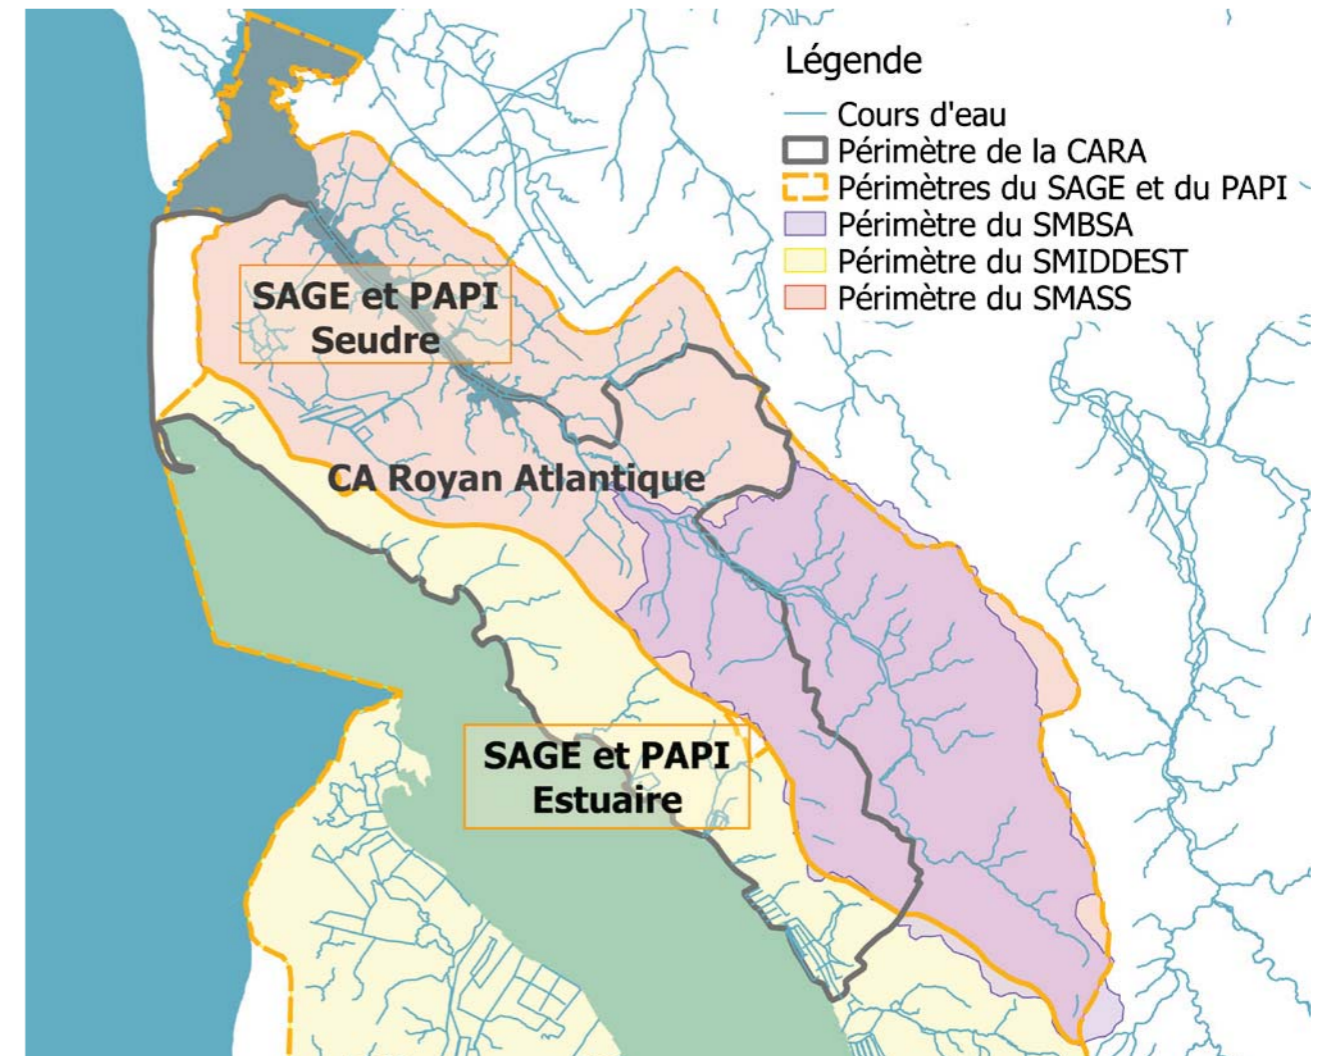 Légende
Cours d'eau
Périmètre de la CARA
Périmètres du SAGE et du PAPI
Périmètre du SMBSA
Périmètre du SMIDDEST
Périmètre du SMASS
SAGE et PAPI
Seudre
CA Royan Atlantique
SAGE et PAPI
Estuaire